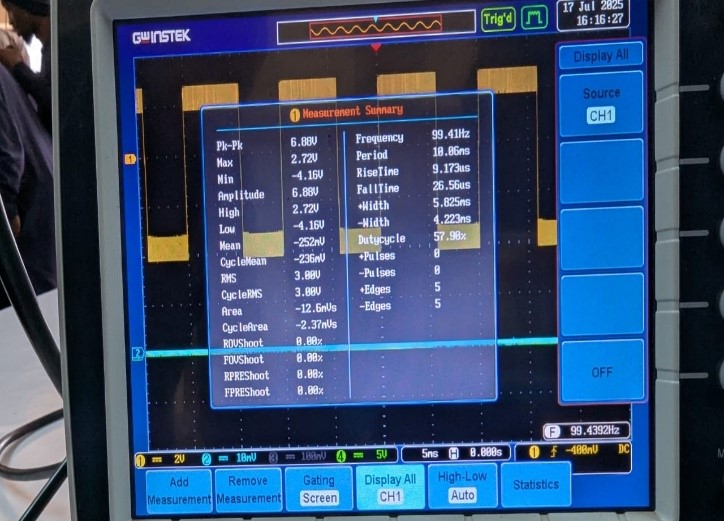 GWINSTEK
Trig'd
17 Jul 2025
16:16:27
Display All
Source
CH1
OFF
1 Measurement Summary
Pk-Pk 6.88V
Max 2.72V
Min -4.16V
Amplitude 6.88V
High 2.72V
Low -4.16V
Mean -252mV
CycleMean -236mV
RMS 3.00V
CycleRMS 3.00V
Area -12.6mVs
CycleArea -2.37mVs
ROVShoot 0.00%
FOVShoot 0.00%
RPREShoot 0.00%
FPREShoot 0.00%
Frequency 99.41Hz
Period 10.06ms
RiseTime 9.173us
FallTime 26.56us
+Width 5.825ms
-Width 4.223ms
Dutycycle 57.90%
+Pulses 0
-Pulses 0
+Edges 5
-Edges 5
1
2
F 99.4392Hz
1 2V 2 10mV 3 100mV 4 5V 5ms H 0.000s 1 -400mV DC
Add Measurement
Remove Measurement
Gating
Screen
Display All
CH1
High-Low
Auto
Statistics
M